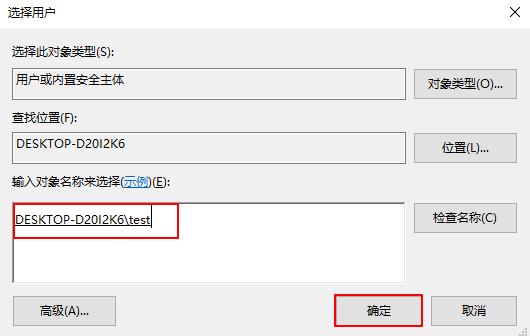 选择用户
选择此对象类型(S):
用户或内置安全主体
对象类型(O)...
查找位置(F):
DESKTOP-D20I2K6
位置(L)...
输入对象名称来选择(示例)(E):
DESKTOP-D20I2K6\test
检查名称(C)
高级(A)...
确定
取消